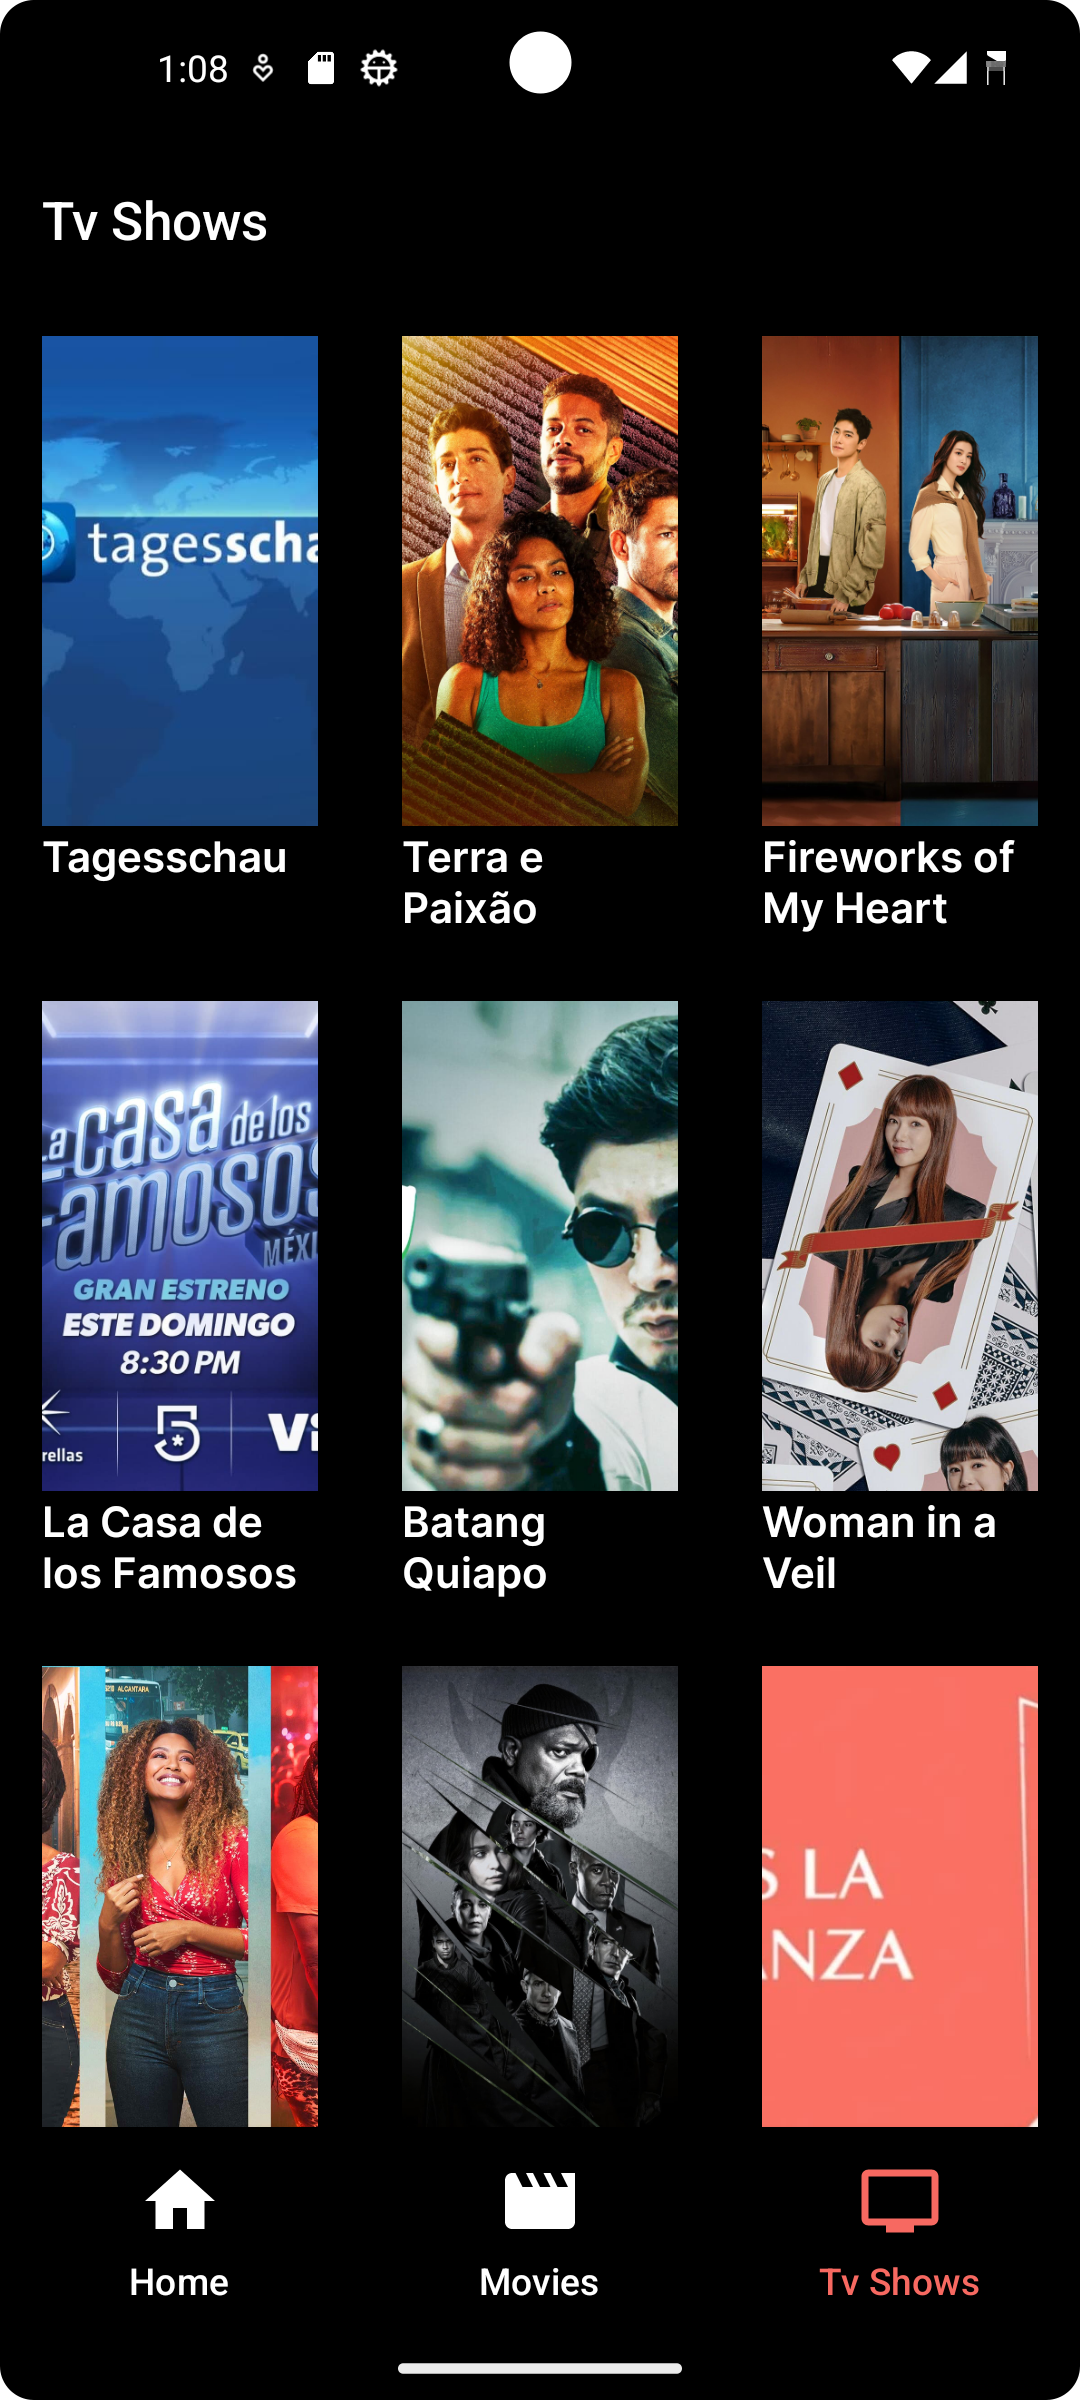 1:08
Tv Shows
tagesscha
Tagesschau
Terra e
Paixão
Fireworks of
My Heart
La casa de los
Famosos
MÉXI
GRAN ESTRENO
ESTE DOMINGO
8:30 PM
rellas
5
Vi
La Casa de
los Famosos
Batang
Quiapo
Woman in a
Veil
ALCANTARA
S LA
ANZA
Home
Movies
Tv Shows